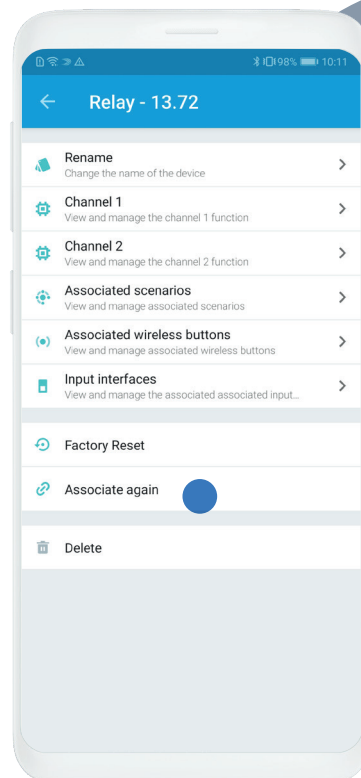 98% 10:11
Relay - 13.72
Rename
Change the name of the device
Channel 1
View and manage the channel 1 function
Channel 2
View and manage the channel 2 function
Associated scenarios
View and manage associated scenarios
Associated wireless buttons
View and manage associated wireless buttons
Input interfaces
View and manage the associated associated input...
Factory Reset
Associate again
Delete